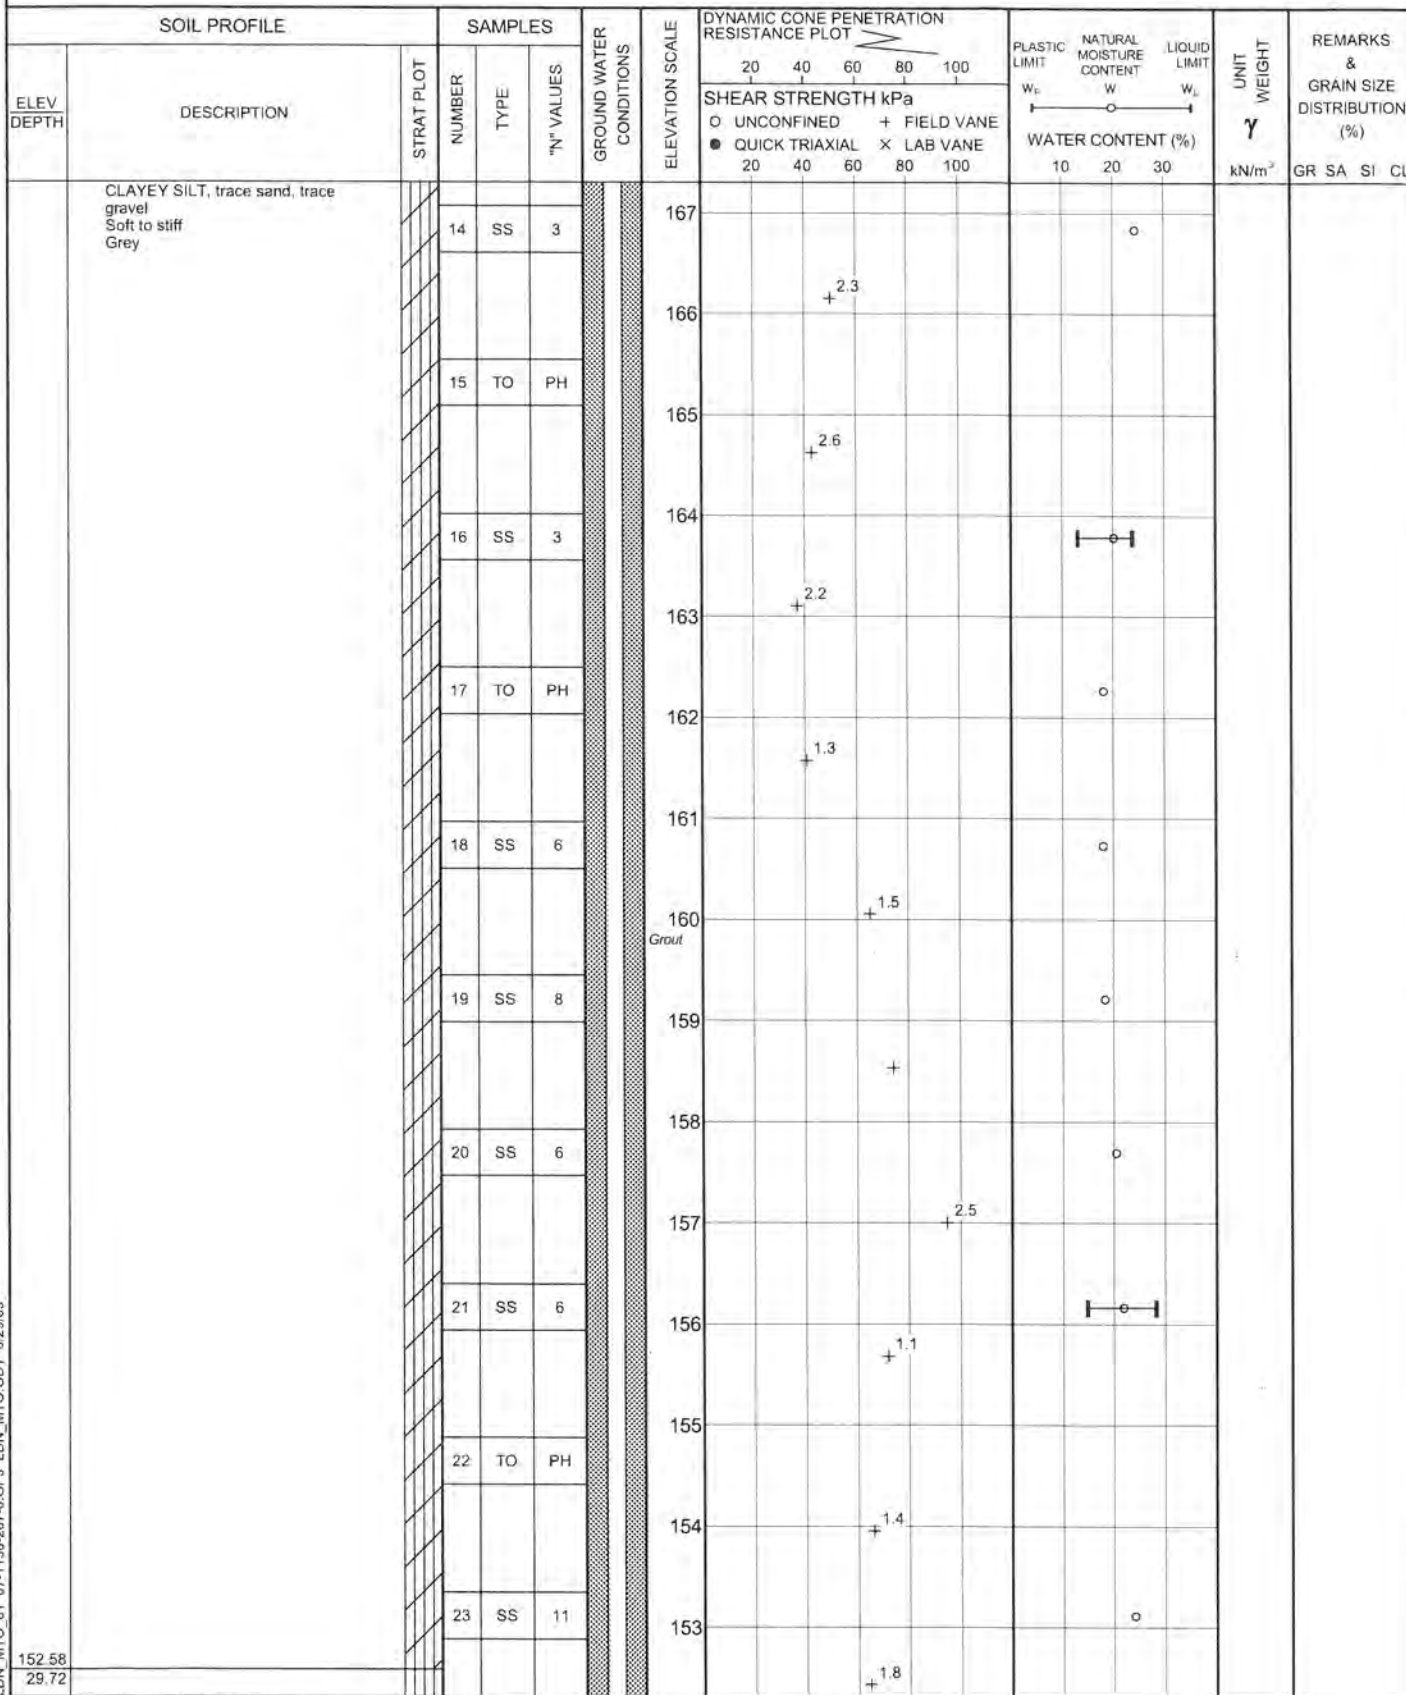 SOIL PROFILE
SAMPLES
ELEV
DEPTH
DESCRIPTION
STRAT PLOT
NUMBER
TYPE
"N" VALUES
GROUND WATER
CONDITIONS
ELEVATION SCALE
DYNAMIC CONE PENETRATION
RESISTANCE PLOT
20 40 60 80 100
SHEAR STRENGTH kPa
O UNCONFINED + FIELD VANE
● QUICK TRIAXIAL × LAB VANE
20 40 60 80 100
PLASTIC
LIMIT
NATURAL
MOISTURE
CONTENT
LIQUID
LIMIT
WP W WL
WATER CONTENT (%)
10 20 30
UNIT
WEIGHT
γ
kN/m³
REMARKS
&
GRAIN SIZE
DISTRIBUTION
(%)
GR SA SI CL
CLAYEY SILT, trace sand, trace
gravel
Soft to stiff
Grey
167
14 SS 3
2.3
166
15 TO PH
165
2.6
164
16 SS 3
2.2
163
17 TO PH
162
1.3
161
18 SS 6
1.5
160
Grout
19 SS 8
159
158
20 SS 6
2.5
157
21 SS 6
156
1.1
155
22 TO PH
1.4
154
23 SS 11
153
152.58
29.72
1.8